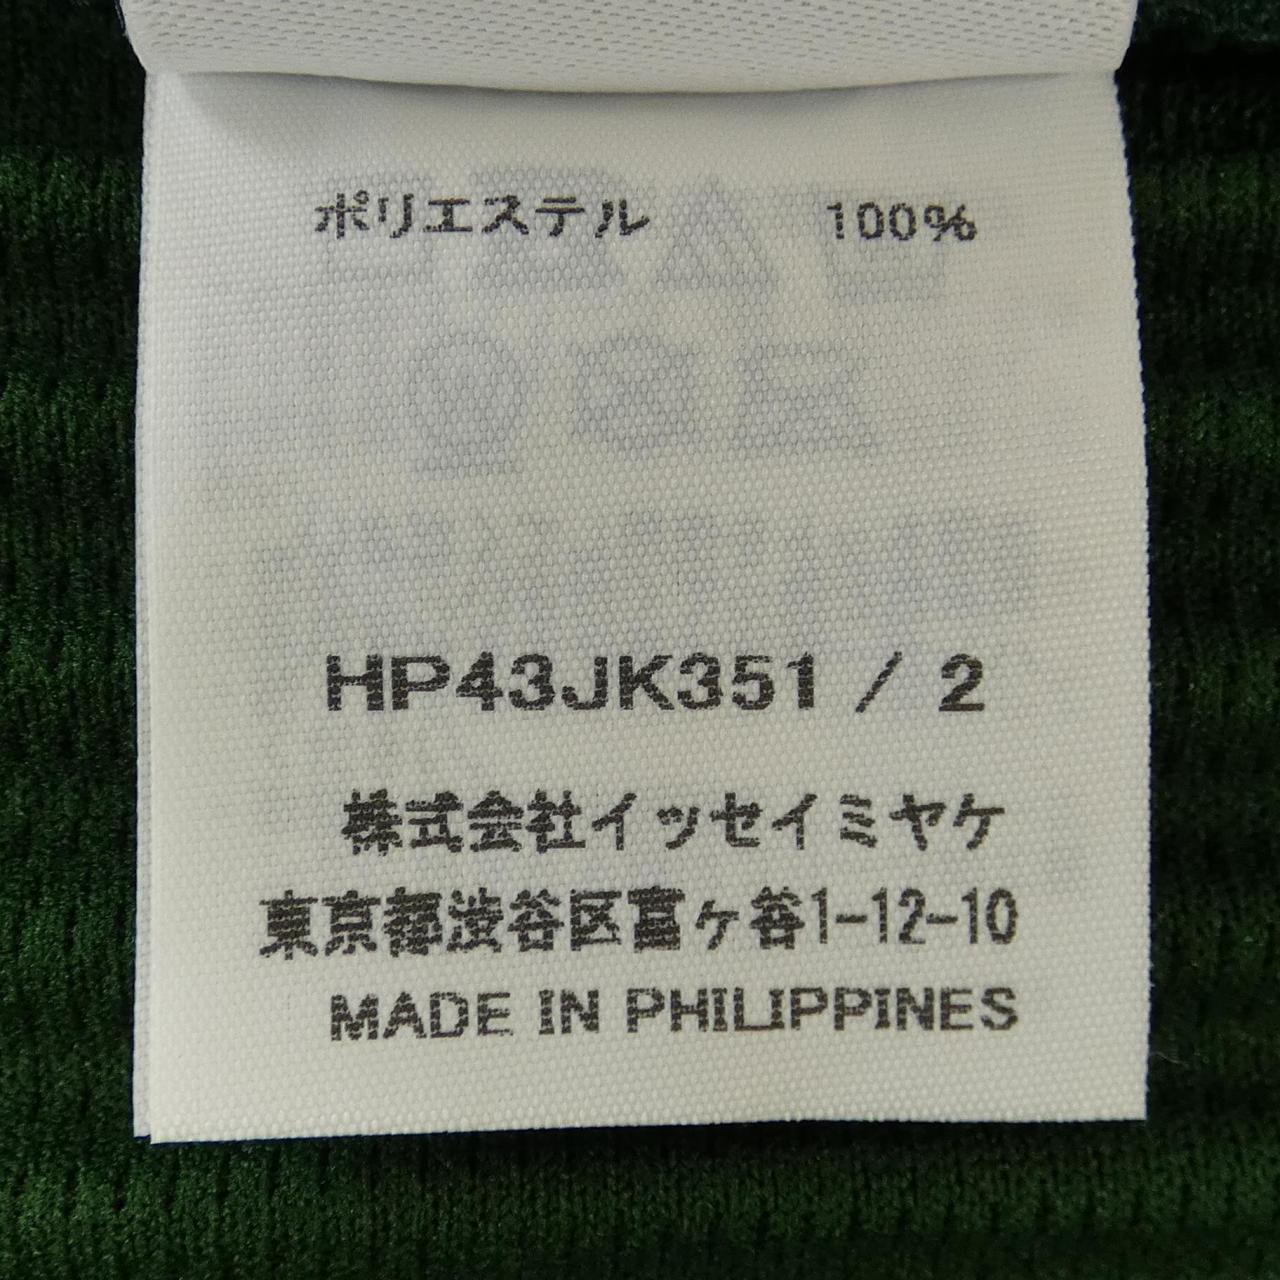 ポリエステル 100%
HP43JK351 / 2
株式会社イッセイミヤケ
東京都渋谷区富ヶ谷1-12-10
MADE IN PHILIPPINES